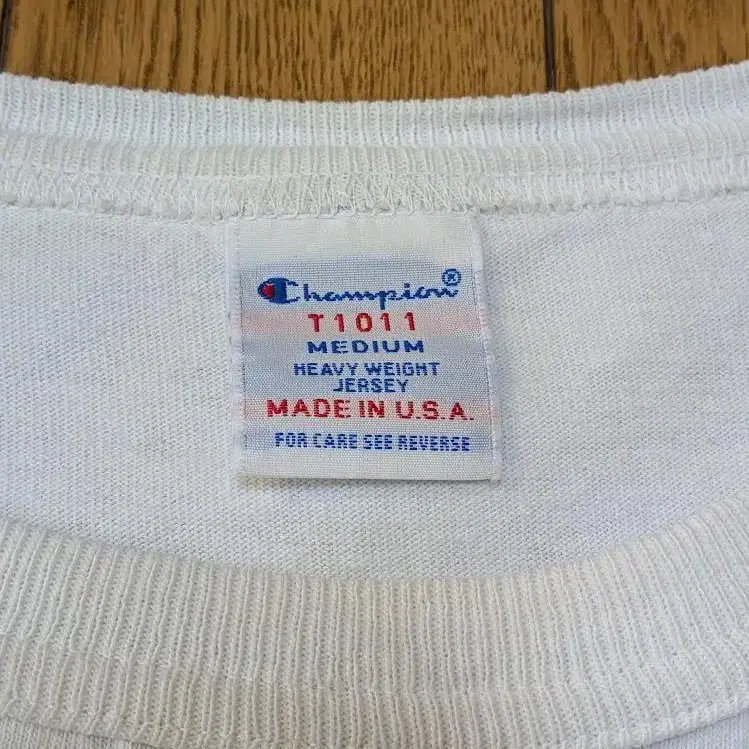 Champion®
T1011
MEDIUM
HEAVY WEIGHT
JERSEY
MADE IN U.S.A.
FOR CARE SEE REVERSE